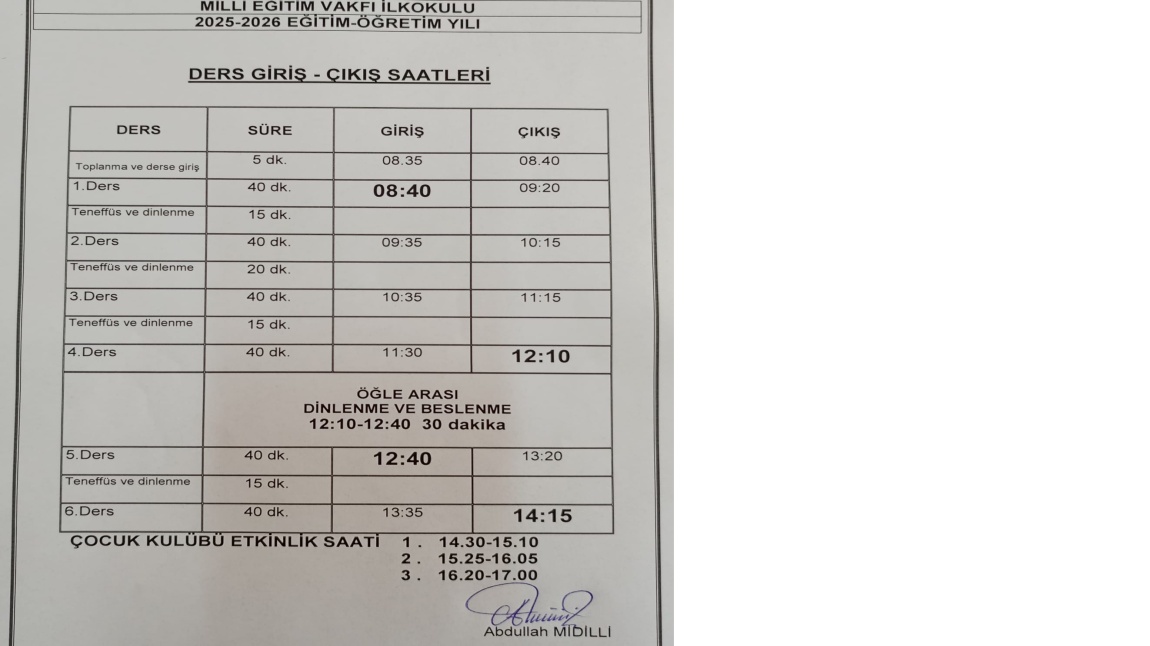 MİLLİ EĞİTİM VAKFI İLKOKULU
2025-2026 EĞİTİM-ÖĞRETİM YILI
DERS GİRİŞ - ÇIKIŞ SAATLERİ
DERS SÜRE GİRİŞ ÇIKIŞ
Toplanma ve derse giriş 5 dk. 08.35 08.40
1.Ders 40 dk. 08:40 09:20
Teneffüs ve dinlenme 15 dk.
2.Ders 40 dk. 09:35 10:15
Teneffüs ve dinlenme 20 dk.
3.Ders 40 dk. 10:35 11:15
Teneffüs ve dinlenme 15 dk.
4.Ders 40 dk. 11:30 12:10
ÖĞLE ARASI
DİNLENME VE BESLENME
12:10-12:40 30 dakika
5.Ders 40 dk. 12:40 13:20
Teneffüs ve dinlenme 15 dk.
6.Ders 40 dk. 13:35 14:15
ÇOCUK KULÜBÜ ETKİNLİK SAATİ 1. 14.30-15.10
2. 15.25-16.05
3. 16.20-17.00
Abdullah MİDİLLİ